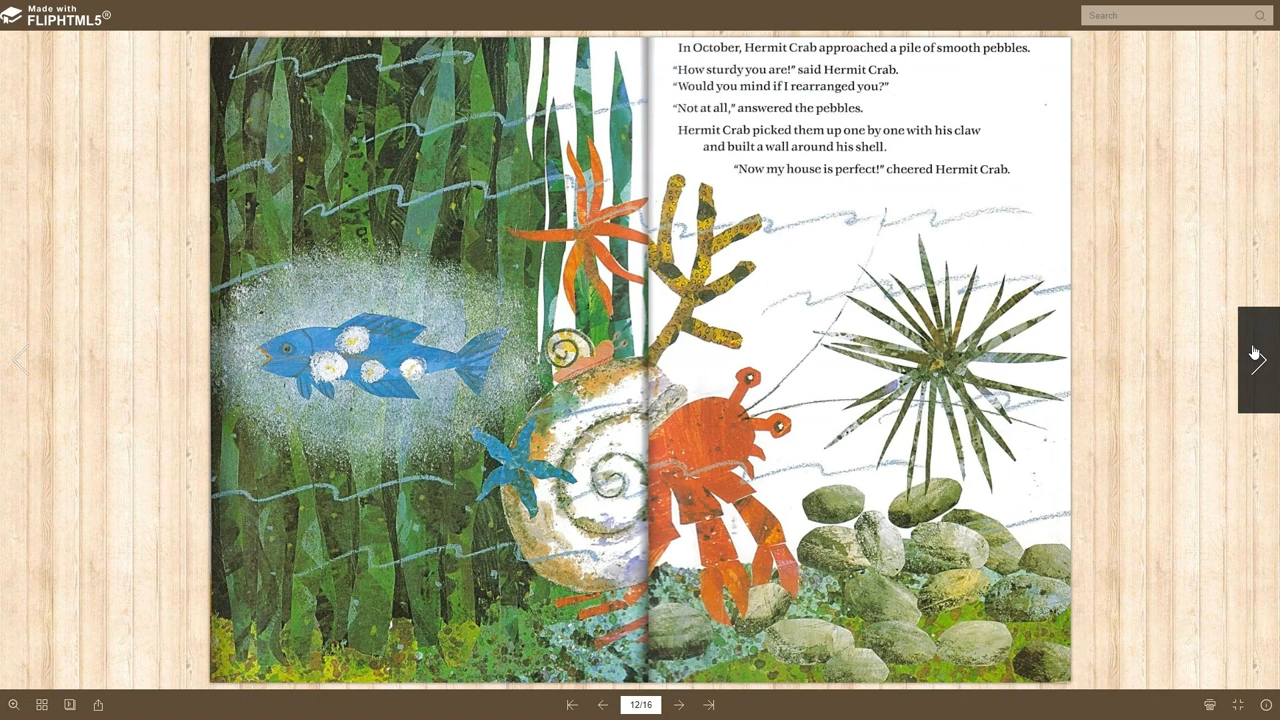 Made with
FLIPHTML5®
Search
In October, Hermit Crab approached a pile of smooth pebbles.
“How sturdy you are!” said Hermit Crab.
“Would you mind if I rearranged you?”
“Not at all,” answered the pebbles.
Hermit Crab picked them up one by one with his claw
and built a wall around his shell.
“Now my house is perfect!” cheered Hermit Crab.
12/16